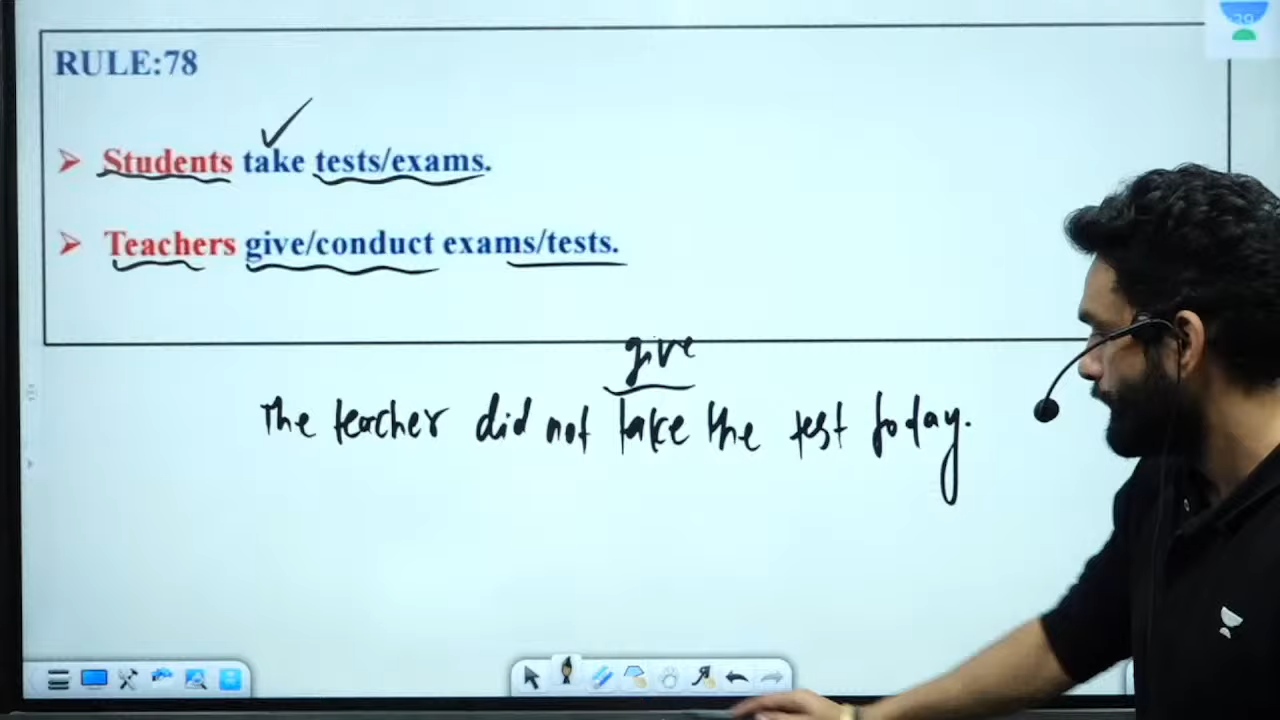 RULE:78
Students take tests/exams.
Teachers give/conduct exams/tests.
give
The teacher did not take the test today.